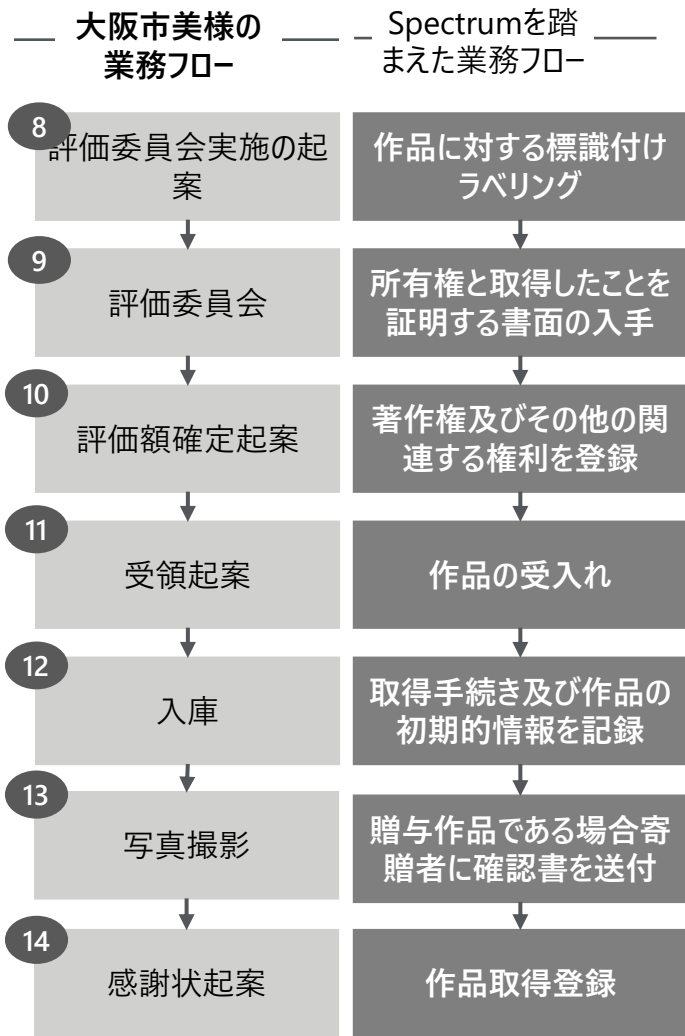 大阪市美様の
業務フロー
Spectrumを踏
まえた業務フロー
8
評価委員会実施の起
案
作品に対する標識付け
ラベリング
9
評価委員会
所有権と取得したことを
証明する書面の入手
10
評価額確定起案
著作権及びその他の関
連する権利を登録
11
受領起案
作品の受入れ
12
入庫
取得手続き及び作品の
初期的情報を記録
13
写真撮影
贈与作品である場合寄
贈者に確認書を送付
14
感謝状起案
作品取得登録